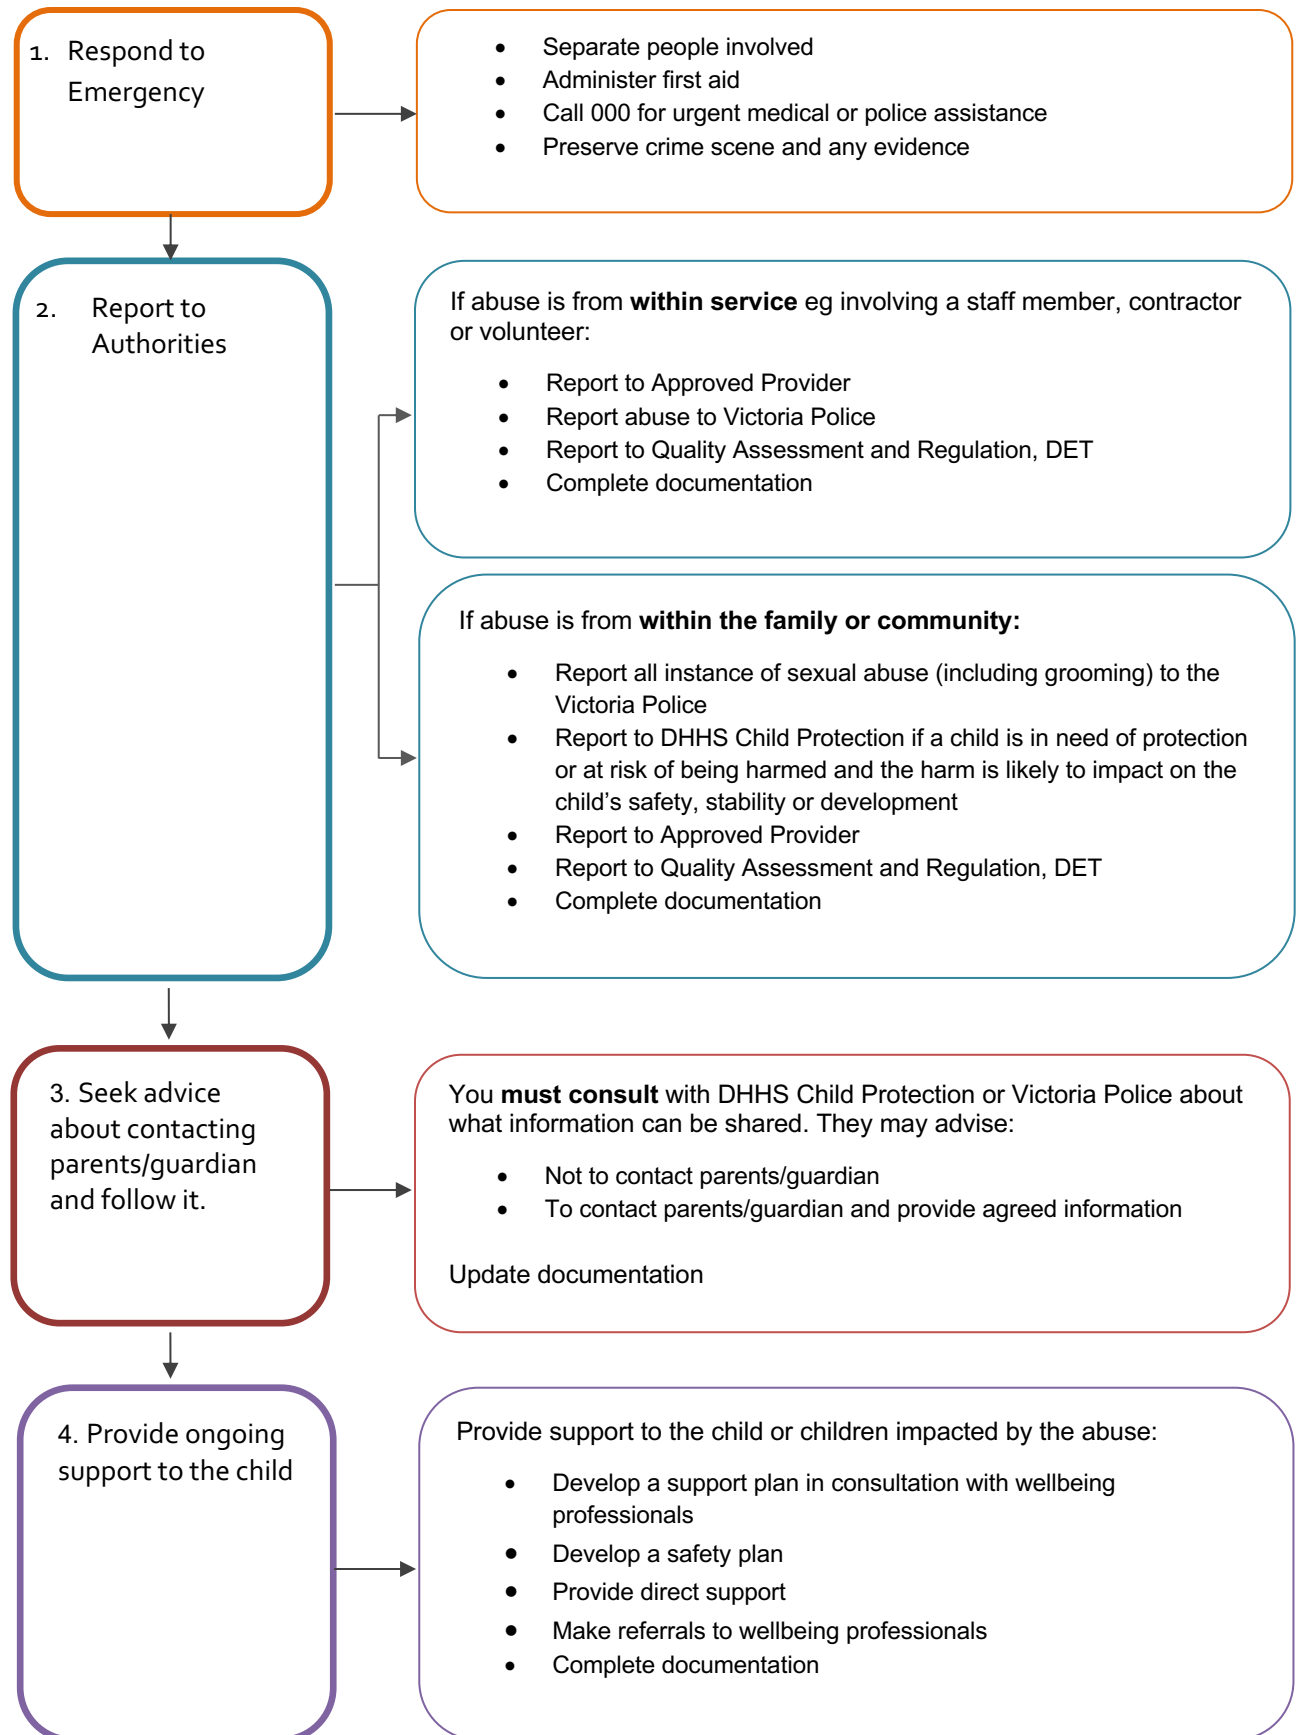 1. Respond to
Emergency
• Separate people involved
• Administer first aid
• Call 000 for urgent medical or police assistance
• Preserve crime scene and any evidence
2. Report to
Authorities
If abuse is from within service eg involving a staff member, contractor
or volunteer:
• Report to Approved Provider
• Report abuse to Victoria Police
• Report to Quality Assessment and Regulation, DET
• Complete documentation
If abuse is from within the family or community:
• Report all instance of sexual abuse (including grooming) to the
Victoria Police
• Report to DHHS Child Protection if a child is in need of protection
or at risk of being harmed and the harm is likely to impact on the
child’s safety, stability or development
• Report to Approved Provider
• Report to Quality Assessment and Regulation, DET
• Complete documentation
3. Seek advice
about contacting
parents/guardian
and follow it.
You must consult with DHHS Child Protection or Victoria Police about
what information can be shared. They may advise:
• Not to contact parents/guardian
• To contact parents/guardian and provide agreed information
Update documentation
4. Provide ongoing
support to the child
Provide support to the child or children impacted by the abuse:
• Develop a support plan in consultation with wellbeing
professionals
• Develop a safety plan
• Provide direct support
• Make referrals to wellbeing professionals
• Complete documentation